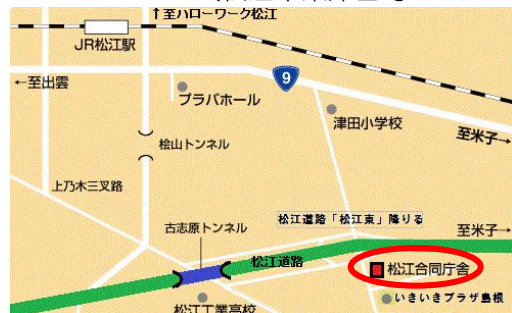 ↑至ハローワーク松江
JR松江駅
←至出雲
9
プラバホール
津田小学校
至米子→
桧山トンネル
上乃木三叉路
松江道路「松江東」降りる
古志原トンネル
至米子→
松江道路
松江合同庁舎
いきいきプラザ島根
松江工業高校